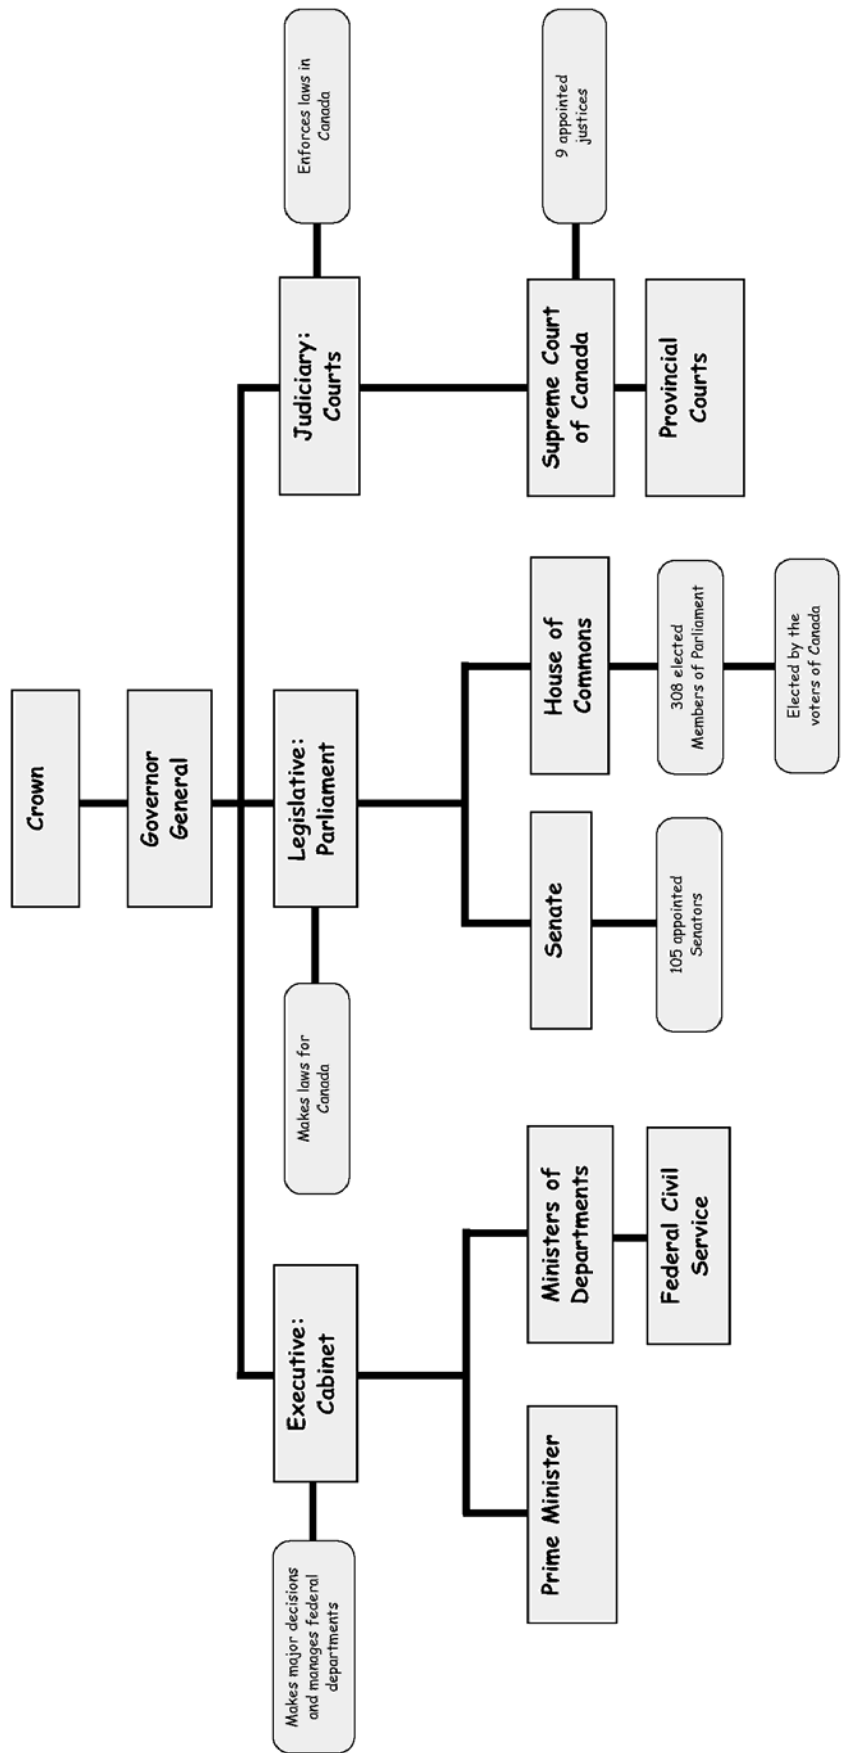 Crown
Governor
General
Makes major decisions
and manages federal
departments
Executive:
Cabinet
Makes laws for
Canada
Legislative:
Parliament
Judiciary:
Courts
Enforces laws in
Canada
Prime Minister
Ministers of
Departments
Federal Civil
Service
Senate
105 appointed
Senators
House of
Commons
308 elected
Members of Parliament
Elected by the
voters of Canada
Supreme Court
of Canada
9 appointed
justices
Provincial
Courts